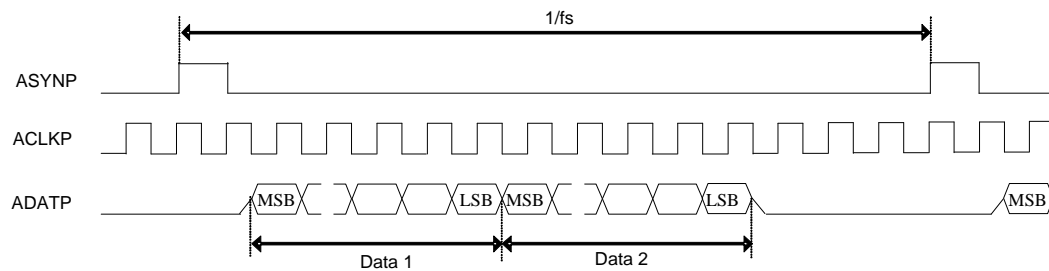 1/fs
ASYNP
ACLKP
ADATP MSB LSB MSB LSB MSB
Data 1 Data 2